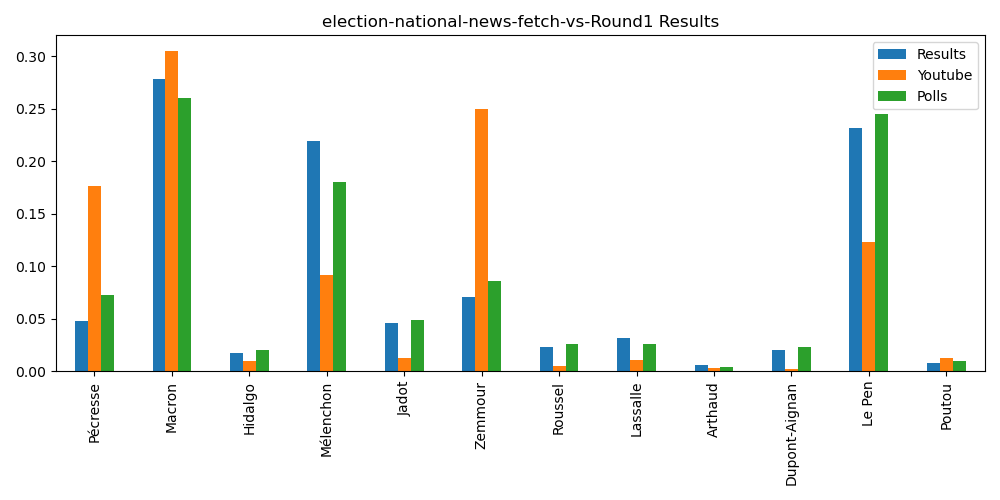 election-national-news-fetch-vs-Round1 Results
Results
Youtube
Polls
0.30
0.25
0.20
0.15
0.10
0.05
0.00
Pécresse
Macron
Hidalgo
Mélenchon
Jadot
Zemmour
Roussel
Lassalle
Arthaud
Dupont-Aignan
Le Pen
Poutou